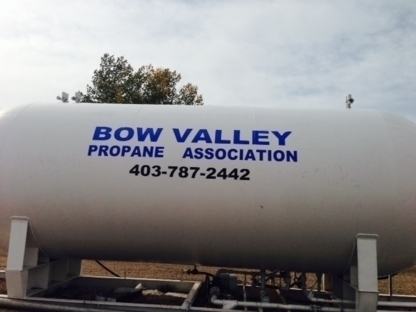 BOW VALLEY
PROPANE ASSOCIATION
403-787-2442